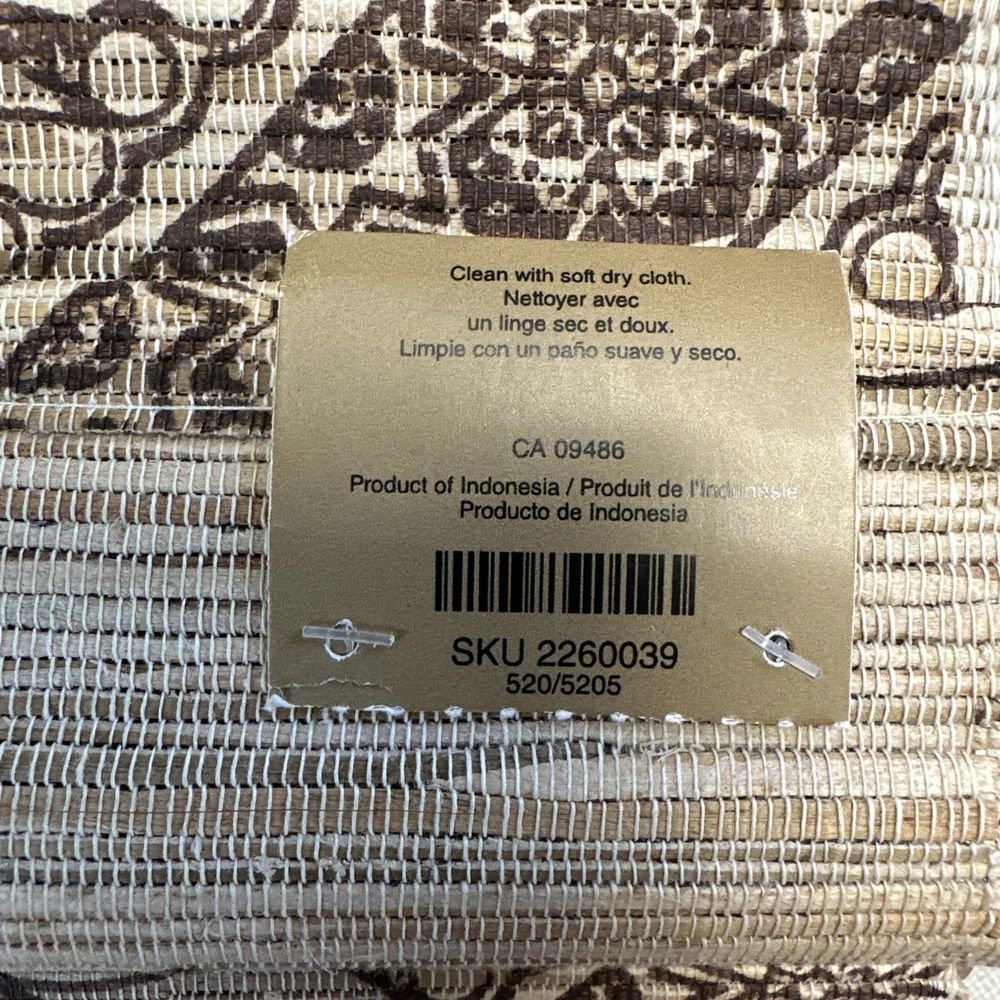 Clean with soft dry cloth.
Nettoyer avec
un linge sec et doux.
Limpie con un paño suave y seco.
CA 09486
Product of Indonesia / Produit de l'Indonésie
Producto de Indonesia
SKU 2260039
520/5205